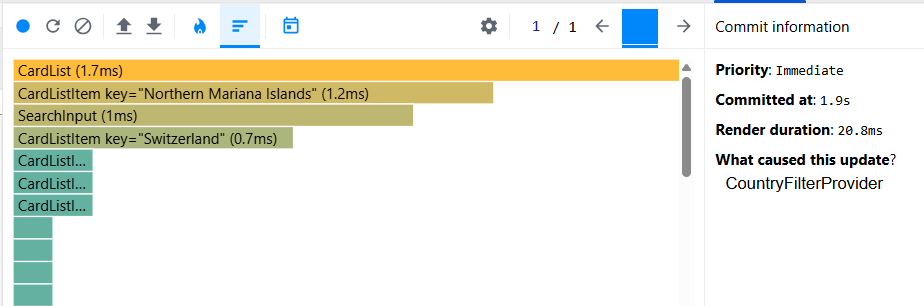 1 / 1
Commit information
CardList (1.7ms)
CardListItem key="Northern Mariana Islands" (1.2ms)
SearchInput (1ms)
CardListItem key="Switzerland" (0.7ms)
CardListI...
CardListI...
CardListI...
Priority: Immediate
Committed at: 1.9s
Render duration: 20.8ms
What caused this update?
CountryFilterProvider